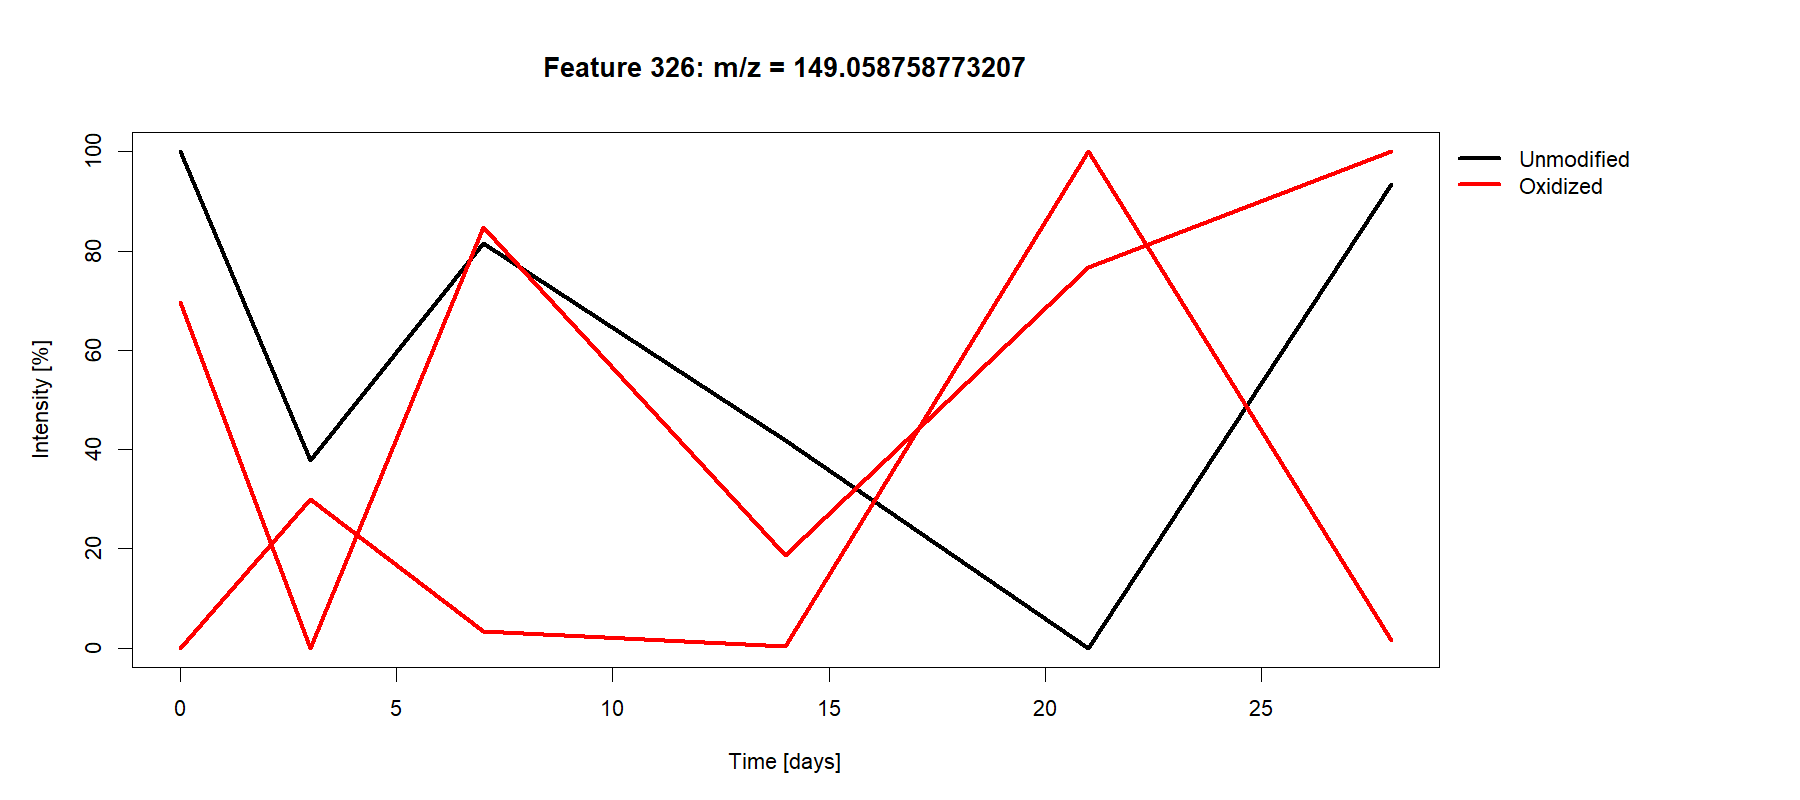 Feature 326: m/z = 149.058758773207
Unmodified
Oxidized
Intensity [%]
100
80
60
40
20
0
0 5 10 15 20 25
Time [days]